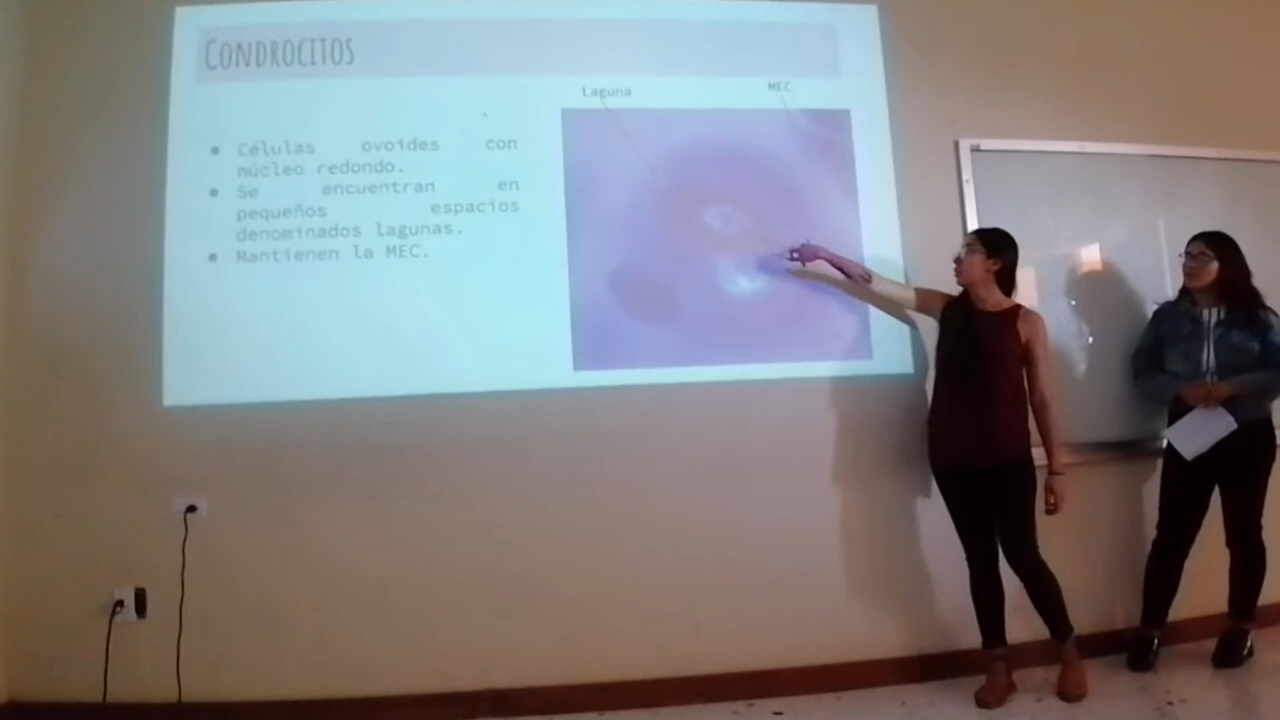 CONDROCITOS
Laguna
MEC
● Células ovoides con
núcleo redondo.
● Se encuentran en
pequeños espacios
denominados lagunas.
● Mantienen la MEC.